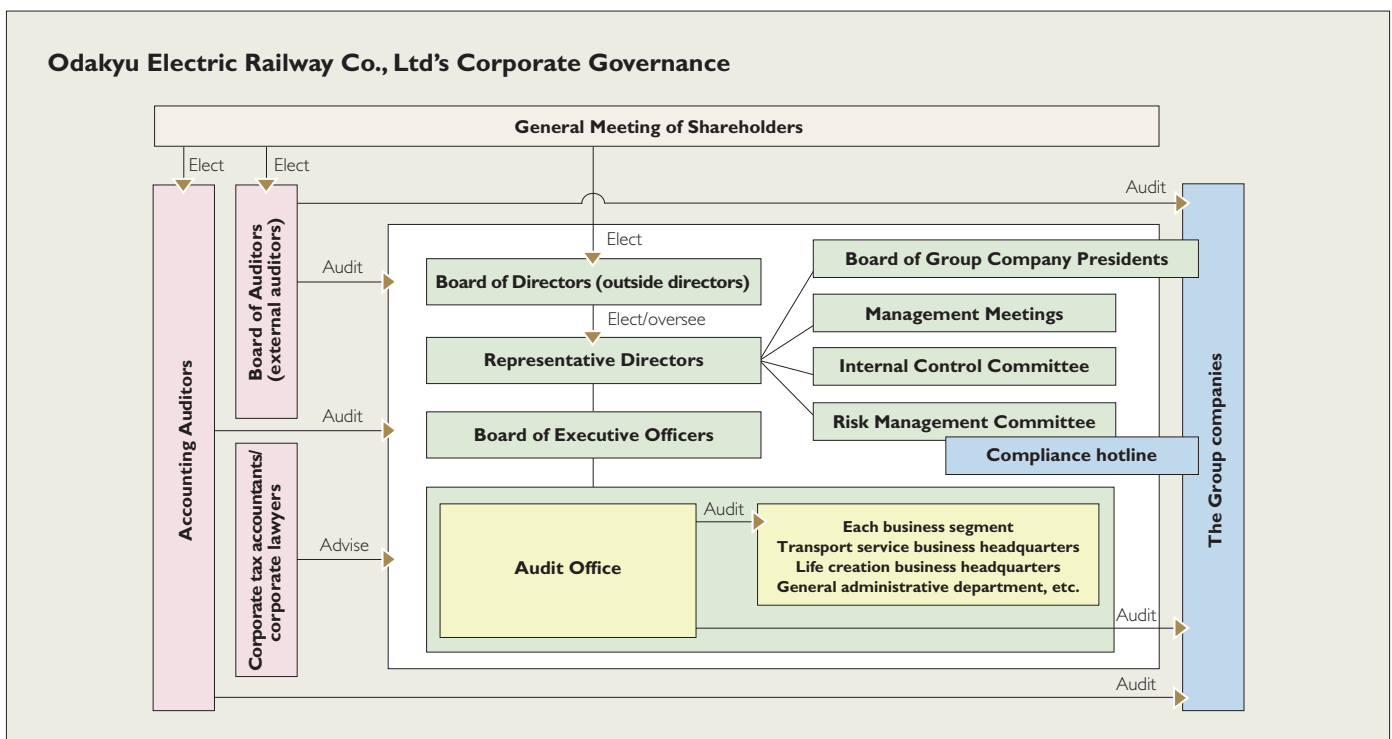 Odakyu Electric Railway Co., Ltd's Corporate Governance
General Meeting of Shareholders
Elect
Elect
Audit
Accounting Auditors
Board of Auditors
(external auditors)
Audit
Elect
Board of Directors (outside directors)
Elect/oversee
Representative Directors
Board of Group Company Presidents
Management Meetings
Internal Control Committee
Risk Management Committee
Compliance hotline
The Group companies
Audit
Board of Executive Officers
Corporate tax accountants/
corporate lawyers
Advise
Audit Office
Audit
Each business segment
Transport service business headquarters
Life creation business headquarters
General administrative department, etc.
Audit
Audit